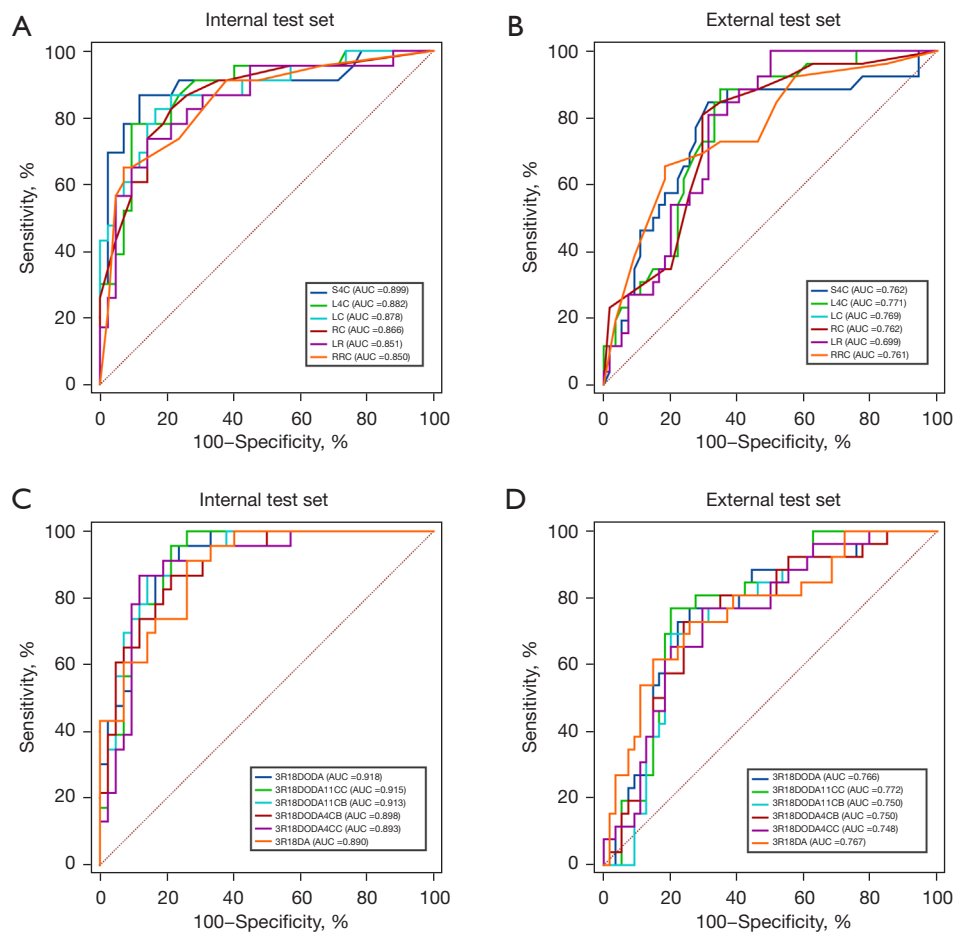 A
Internal test set
Sensitivity, %
100
80
60
40
20
0
S4C (AUC =0.899)
L4C (AUC =0.882)
LC (AUC =0.878)
RC (AUC =0.866)
LR (AUC =0.851)
RRC (AUC =0.850)
0 20 40 60 80 100
100–Specificity, %
B
External test set
Sensitivity, %
100
80
60
40
20
0
S4C (AUC =0.762)
L4C (AUC =0.771)
LC (AUC =0.769)
RC (AUC =0.762)
LR (AUC =0.699)
RRC (AUC =0.761)
0 20 40 60 80 100
100–Specificity, %
C
Internal test set
Sensitivity, %
100
80
60
40
20
0
3R18DODA (AUC =0.918)
3R18DODA11CC (AUC =0.915)
3R18DODA11CB (AUC =0.913)
3R18DODA4CB (AUC =0.898)
3R18DODA4CC (AUC =0.893)
3R18DA (AUC =0.890)
0 20 40 60 80 100
100–Specificity, %
D
External test set
Sensitivity, %
100
80
60
40
20
0
3R18DODA (AUC =0.766)
3R18DODA11CC (AUC =0.772)
3R18DODA11CB (AUC =0.750)
3R18DODA4CB (AUC =0.750)
3R18DODA4CC (AUC =0.748)
3R18DA (AUC =0.767)
0 20 40 60 80 100
100–Specificity, %